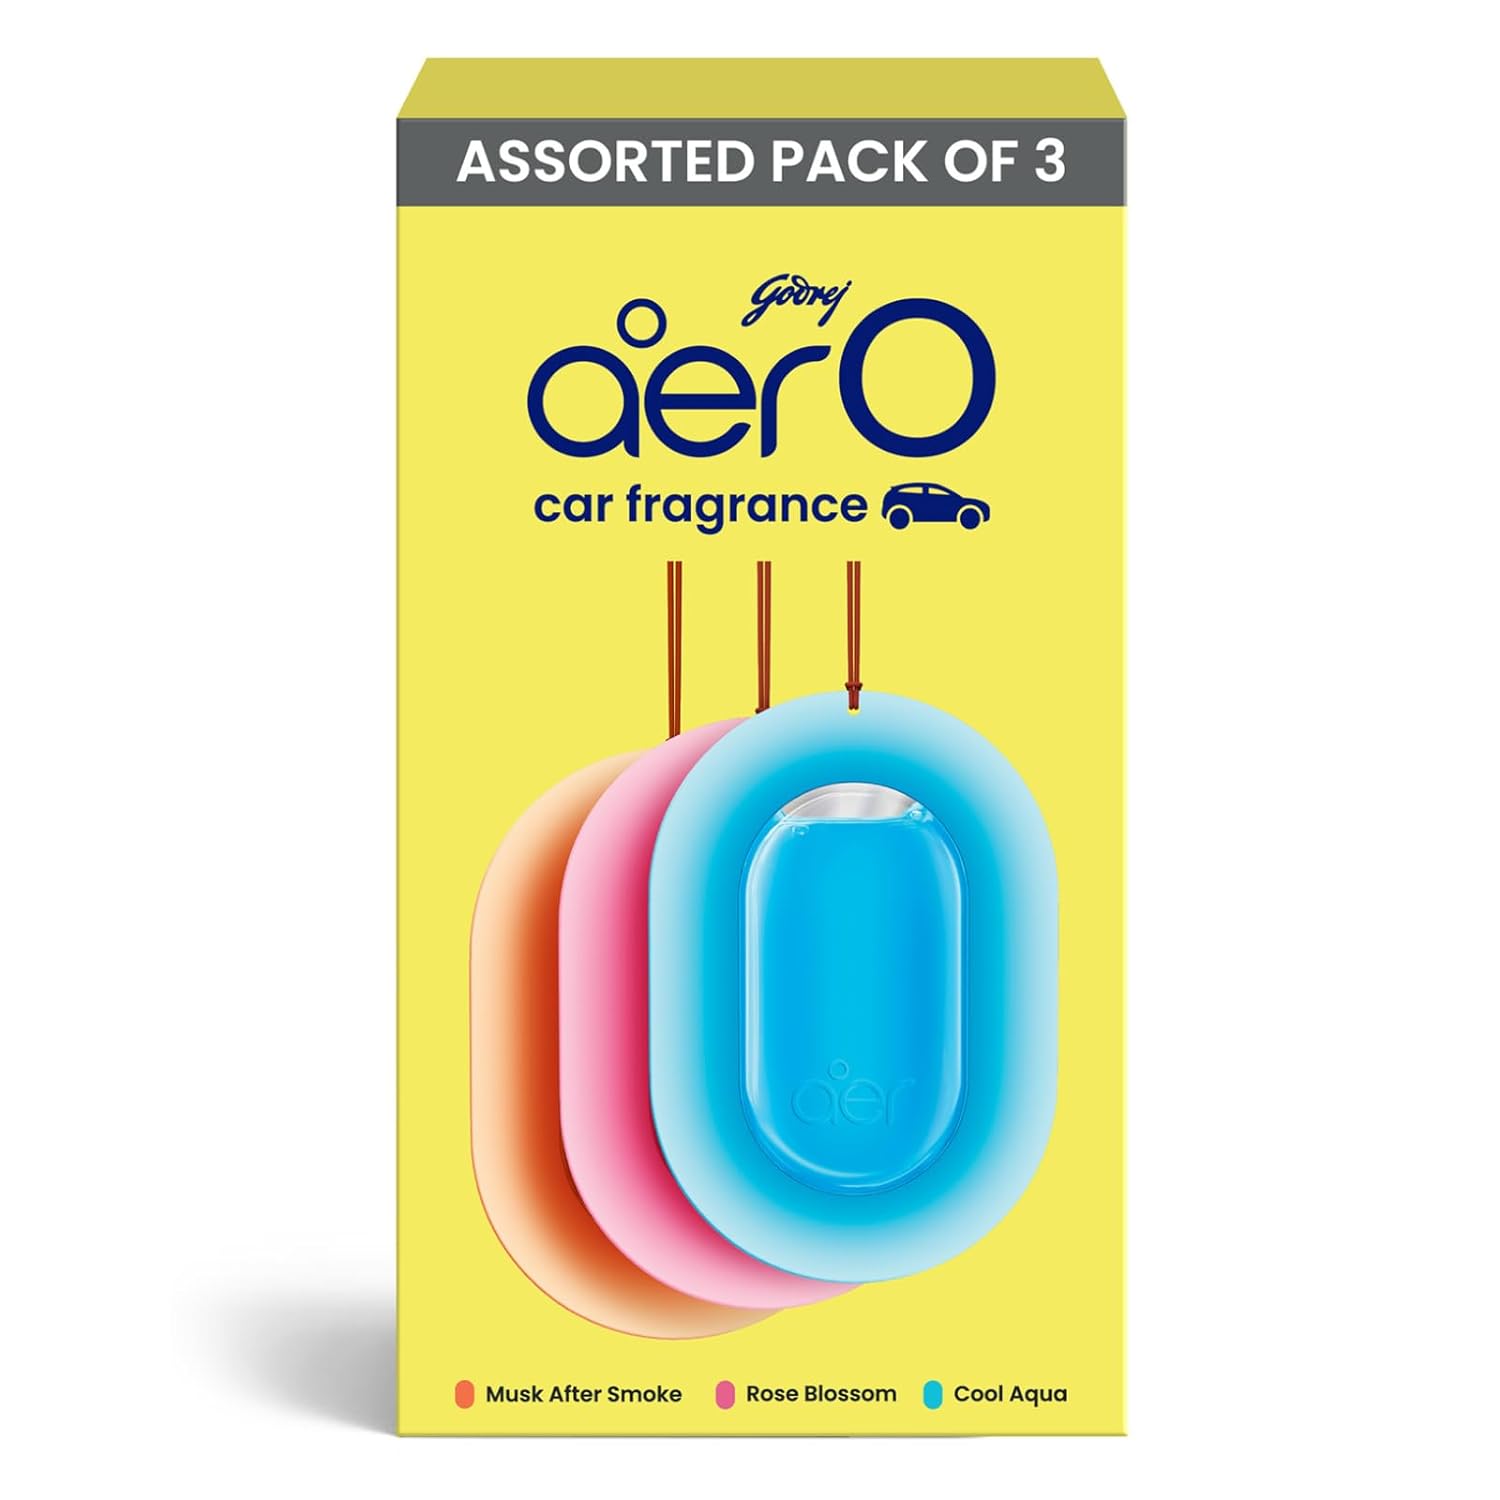 ASSORTED PACK OF 3
Godrej
aer O
car fragrance
aer
Musk After Smoke Rose Blossom Cool Aqua